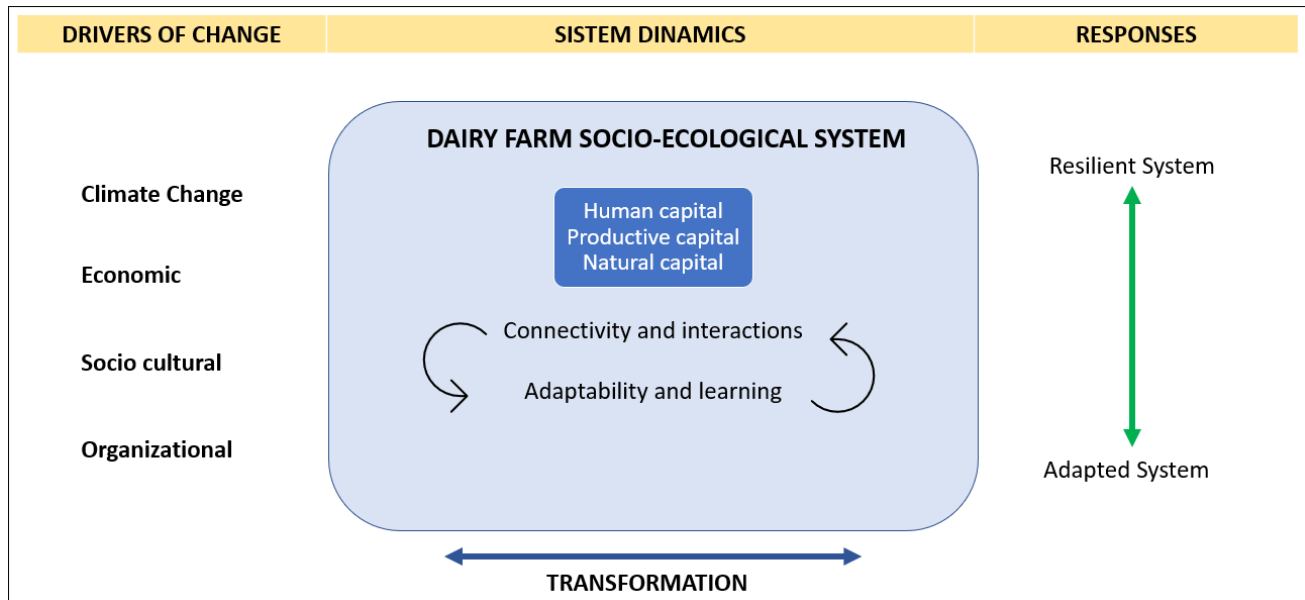 DRIVERS OF CHANGE
SISTEM DINAMICS
RESPONSES
Climate Change
Economic
Socio cultural
Organizational
DAIRY FARM SOCIO-ECOLOGICAL SYSTEM
Human capital
Productive capital
Natural capital
Connectivity and interactions
Adaptability and learning
TRANSFORMATION
Resilient System
Adapted System